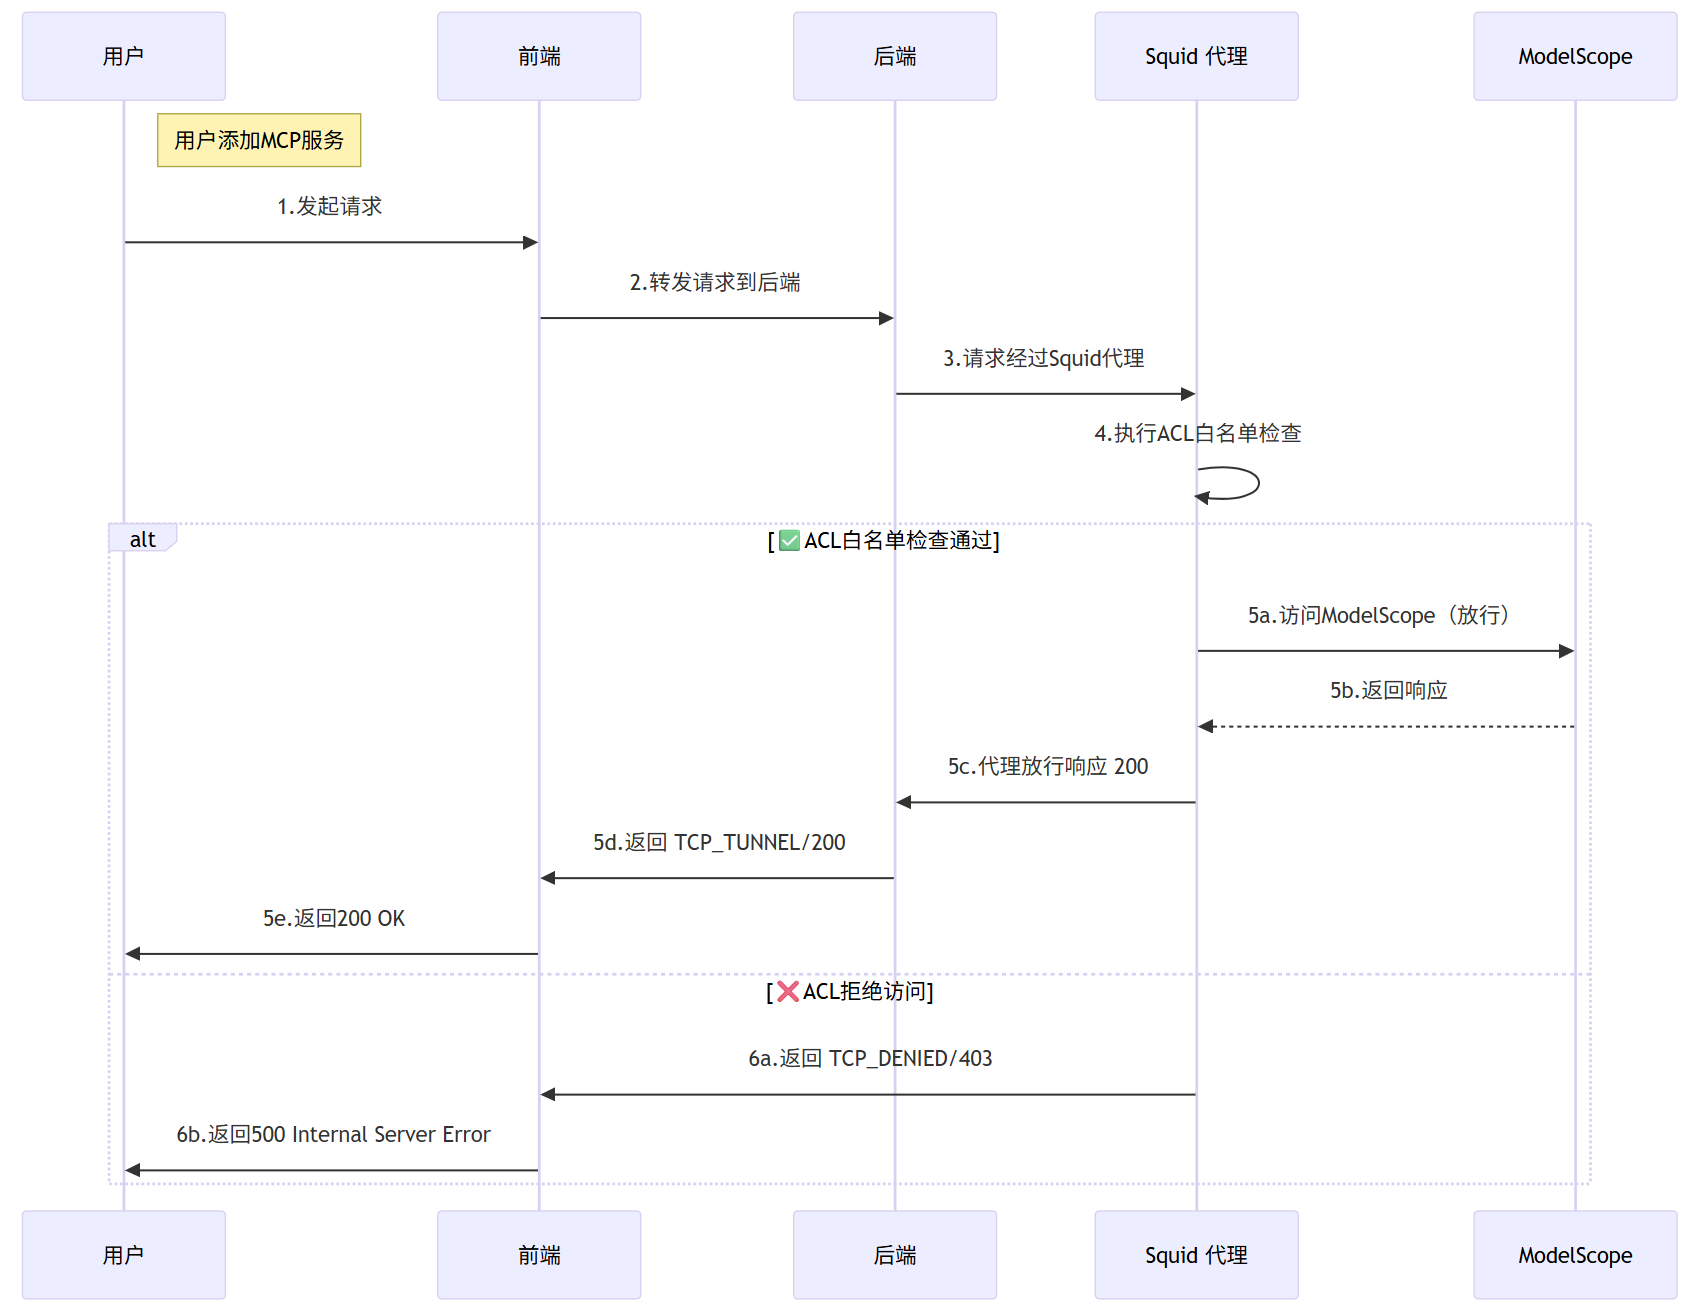 用户
前端
后端
Squid 代理
ModelScope
用户添加MCP服务
1.发起请求
2.转发请求到后端
3.请求经过Squid代理
4.执行ACL白名单检查
alt
[ ✅ ACL白名单检查通过]
5a.访问ModelScope（放行）
5b.返回响应
5c.代理放行响应 200
5d.返回 TCP_TUNNEL/200
5e.返回200 OK
[ ❌ ACL拒绝访问]
6a.返回 TCP_DENIED/403
6b.返回500 Internal Server Error
用户
前端
后端
Squid 代理
ModelScope